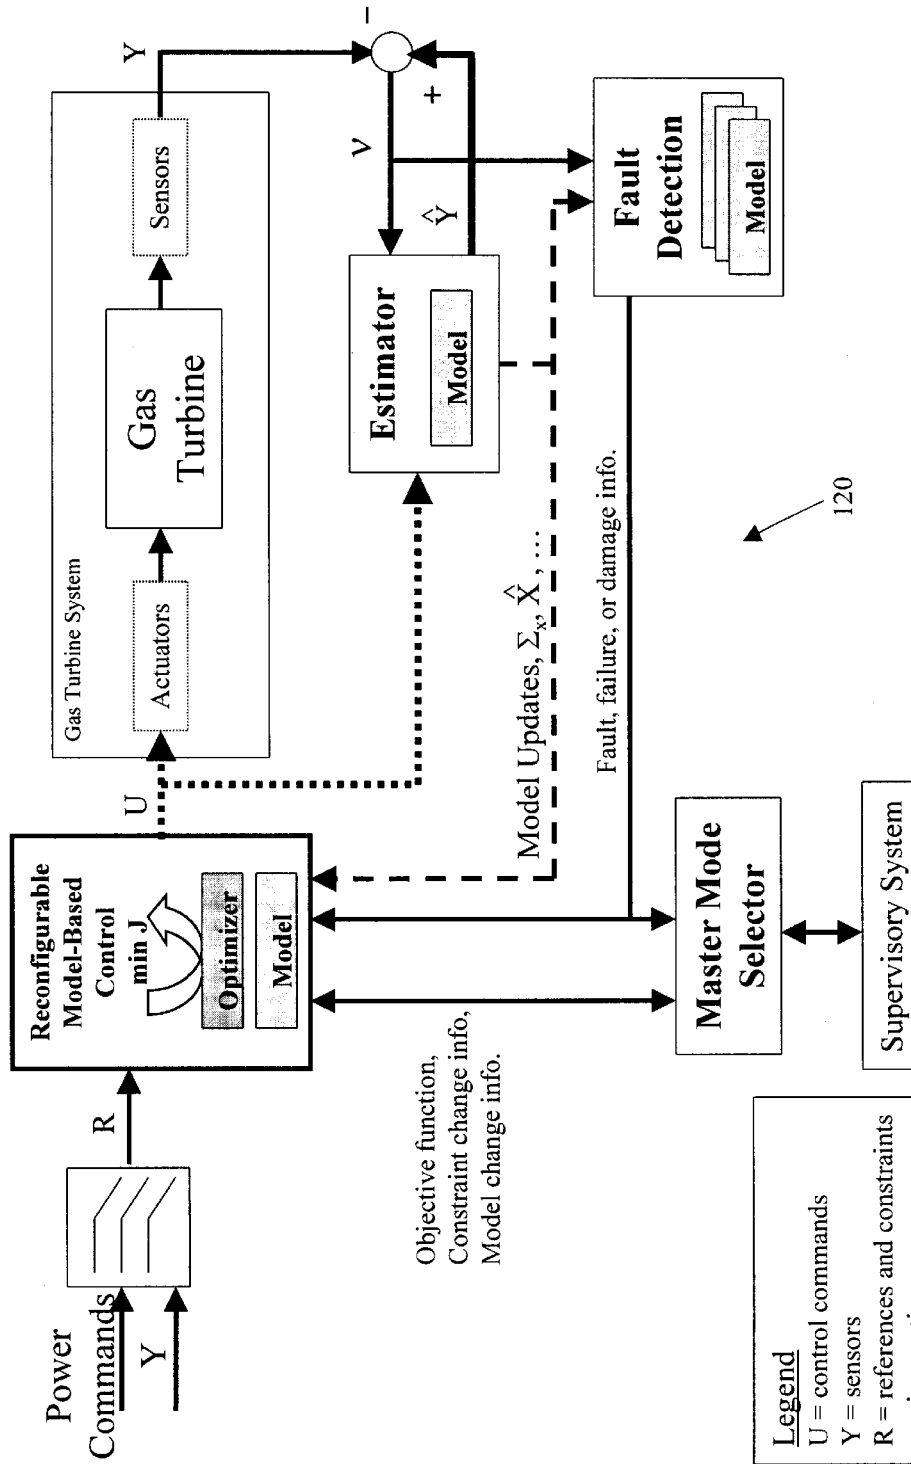 Power
Commands
Y
R
Reconfigurable
Model-Based
Control
min J
Optimizer
Model
U
Gas Turbine System
Actuators
Gas
Turbine
Sensors
Y
−
+
ν
Ŷ
Estimator
Model
Fault
Detection
Model
Model Updates, Σₓ, X̂, …
Fault, failure, or damage info.
Objective function,
Constraint change info,
Model change info.
Master Mode
Selector
Supervisory System
120
Legend
U = control commands
Y = sensors
R = references and constraints